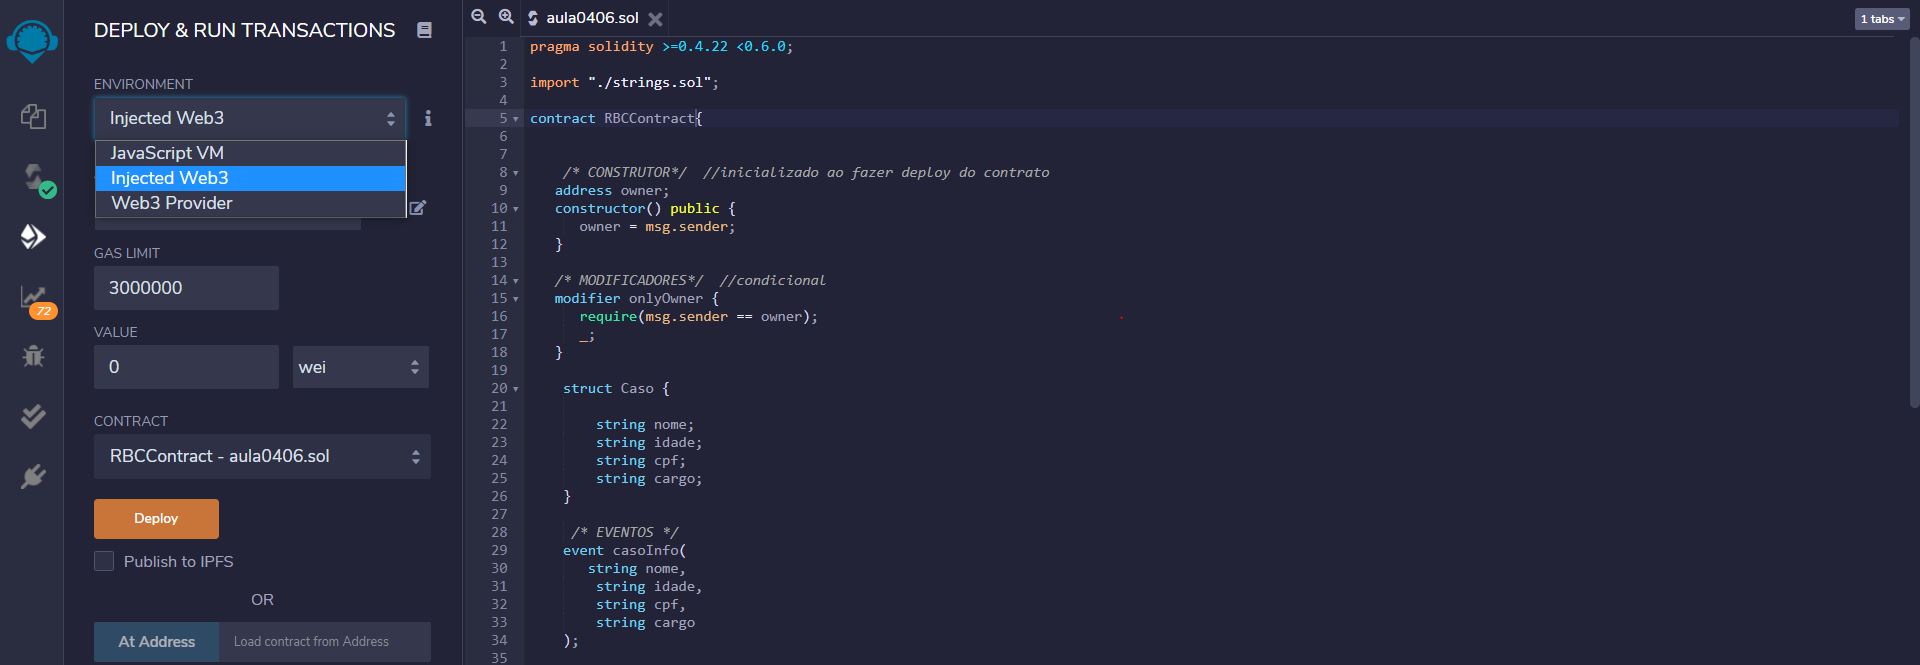 DEPLOY & RUN TRANSACTIONS
ENVIRONMENT
Injected Web3
JavaScript VM
Injected Web3
Web3 Provider
GAS LIMIT
3000000
VALUE
0 wei
CONTRACT
RBCContract - aula0406.sol
Deploy
Publish to IPFS
OR
At Address Load contract from Address
72
aula0406.sol
1 tabs
1 pragma solidity >=0.4.22 <0.6.0;
2
3 import "./strings.sol";
4
5 contract RBCContract{
6
7
8 /* CONSTRUTOR*/ //inicializado ao fazer deploy do contrato
9 address owner;
10 constructor() public {
11 owner = msg.sender;
12 }
13
14 /* MODIFICADORES*/ //condicional
15 modifier onlyOwner {
16 require(msg.sender == owner);
17 _;
18 }
19
20 struct Caso {
21
22 string nome;
23 string idade;
24 string cpf;
25 string cargo;
26 }
27
28 /* EVENTOS */
29 event casoInfo(
30 string nome,
31 string idade,
32 string cpf,
33 string cargo
34 );
35